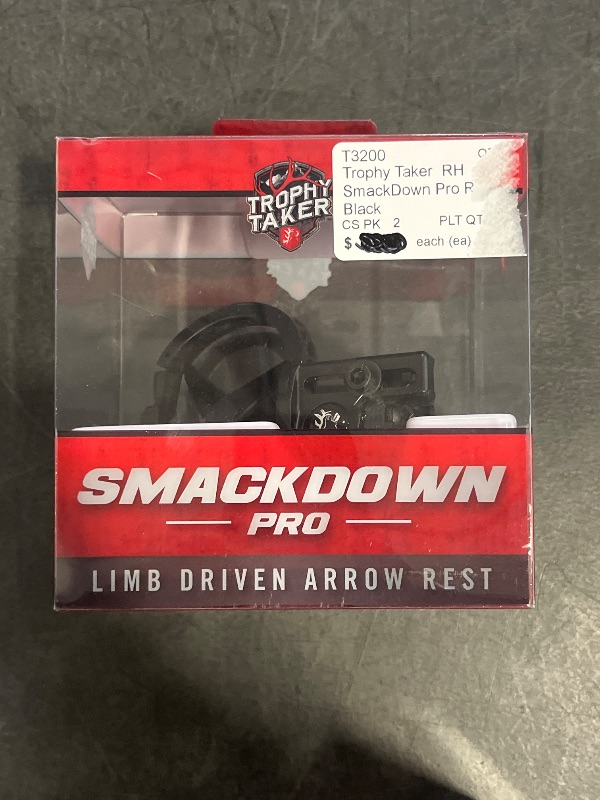 T3200
Trophy Taker RH
SmackDown Pro R
Black
CS PK 2 PLT QT
$ each (ea)
TROPHY
TAKER
SMACKDOWN
PRO
LIMB DRIVEN ARROW REST